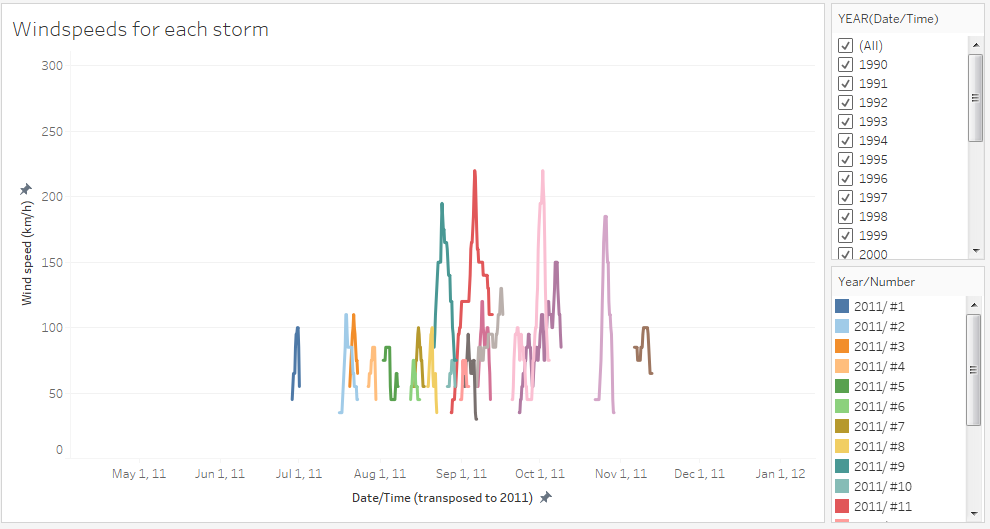 Windspeeds for each storm
300
250
200
150
100
50
0
Wind speed (km/h)
May 1, 11
Jun 1, 11
Jul 1, 11
Aug 1, 11
Sep 1, 11
Oct 1, 11
Nov 1, 11
Dec 1, 11
Jan 1, 12
Date/Time (transposed to 2011)
YEAR(Date/Time)
(All)
1990
1991
1992
1993
1994
1995
1996
1997
1998
1999
2000
Year/Number
2011/ #1
2011/ #2
2011/ #3
2011/ #4
2011/ #5
2011/ #6
2011/ #7
2011/ #8
2011/ #9
2011/ #10
2011/ #11